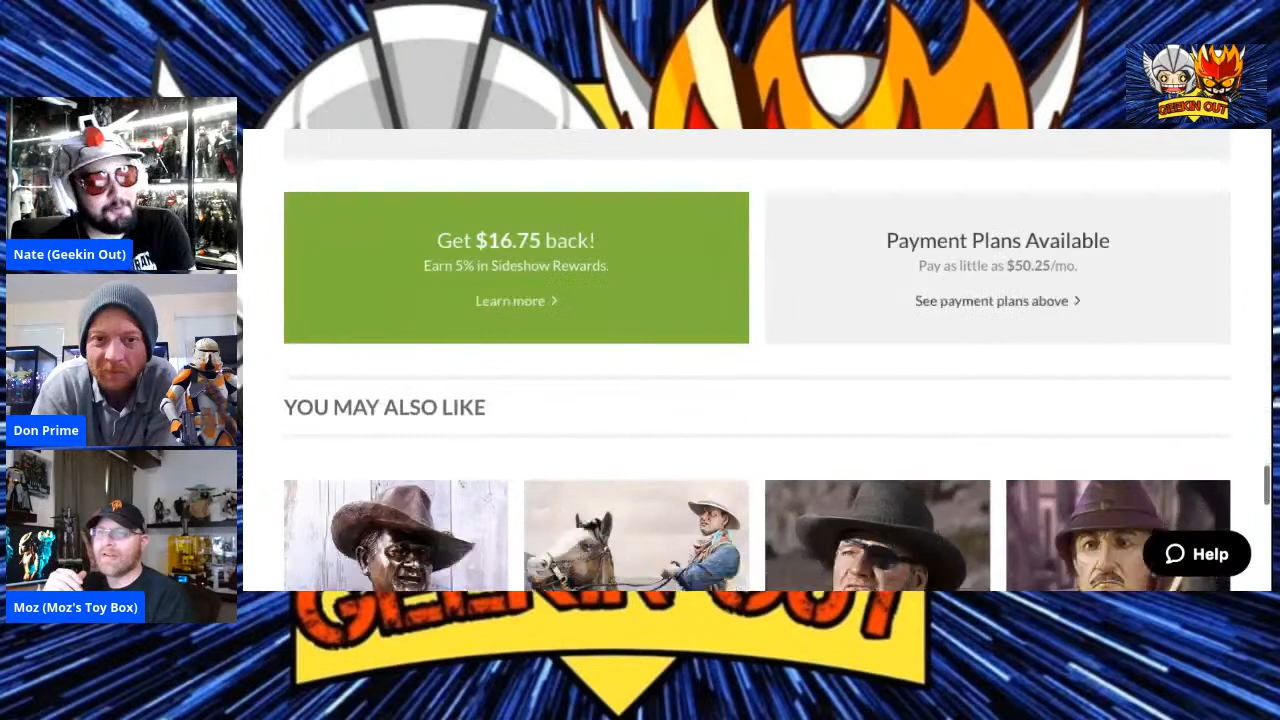 GEEKIN OUT
Nate (Geekin Out)
Don Prime
Moz (Moz's Toy Box)
Get $16.75 back!
Earn 5% in Sideshow Rewards.
Learn more >
Payment Plans Available
Pay as little as $50.25/mo.
See payment plans above >
YOU MAY ALSO LIKE
Help
GEEKIN OUT